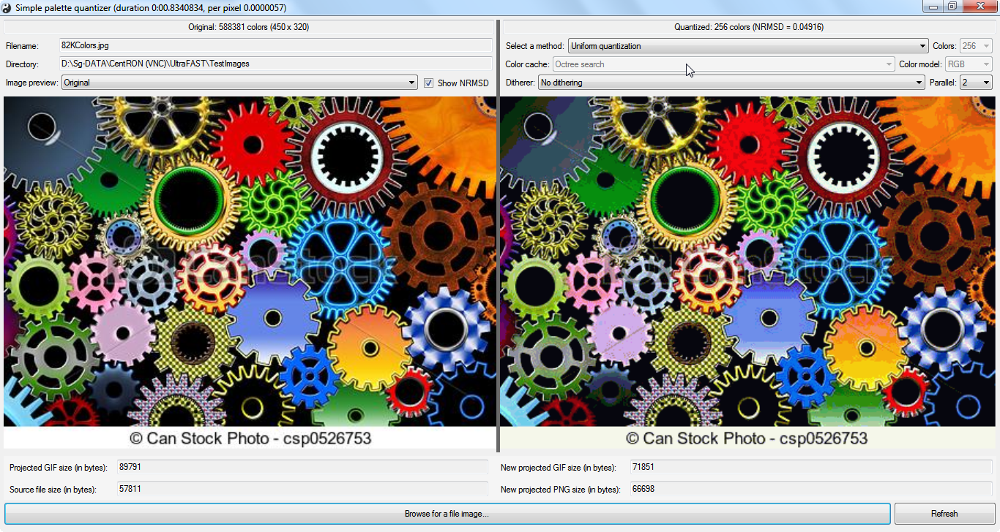 Simple palette quantizer (duration 0:00.8340834, per pixel 0.0000057)
Original: 588381 colors (450 x 320)
Quantized: 256 colors (NRMSD = 0.04916)
Filename: 82KColors.jpg
Select a method: Uniform quantization Colors: 256
Directory: D:\Sg-DATA\CentRON (VNC)\UltraFAST\TestImages
Color cache: Octree search Color model: RGB
Image preview: Original Show NRMSD
Ditherer: No dithering Parallel: 2
© Can Stock Photo - csp0526753
© Can Stock Photo - csp0526753
Projected GIF size (in bytes): 89791
New projected GIF size (in bytes): 71851
Source file size (in bytes): 57811
New projected PNG size (in bytes): 66698
Browse for a file image...
Refresh